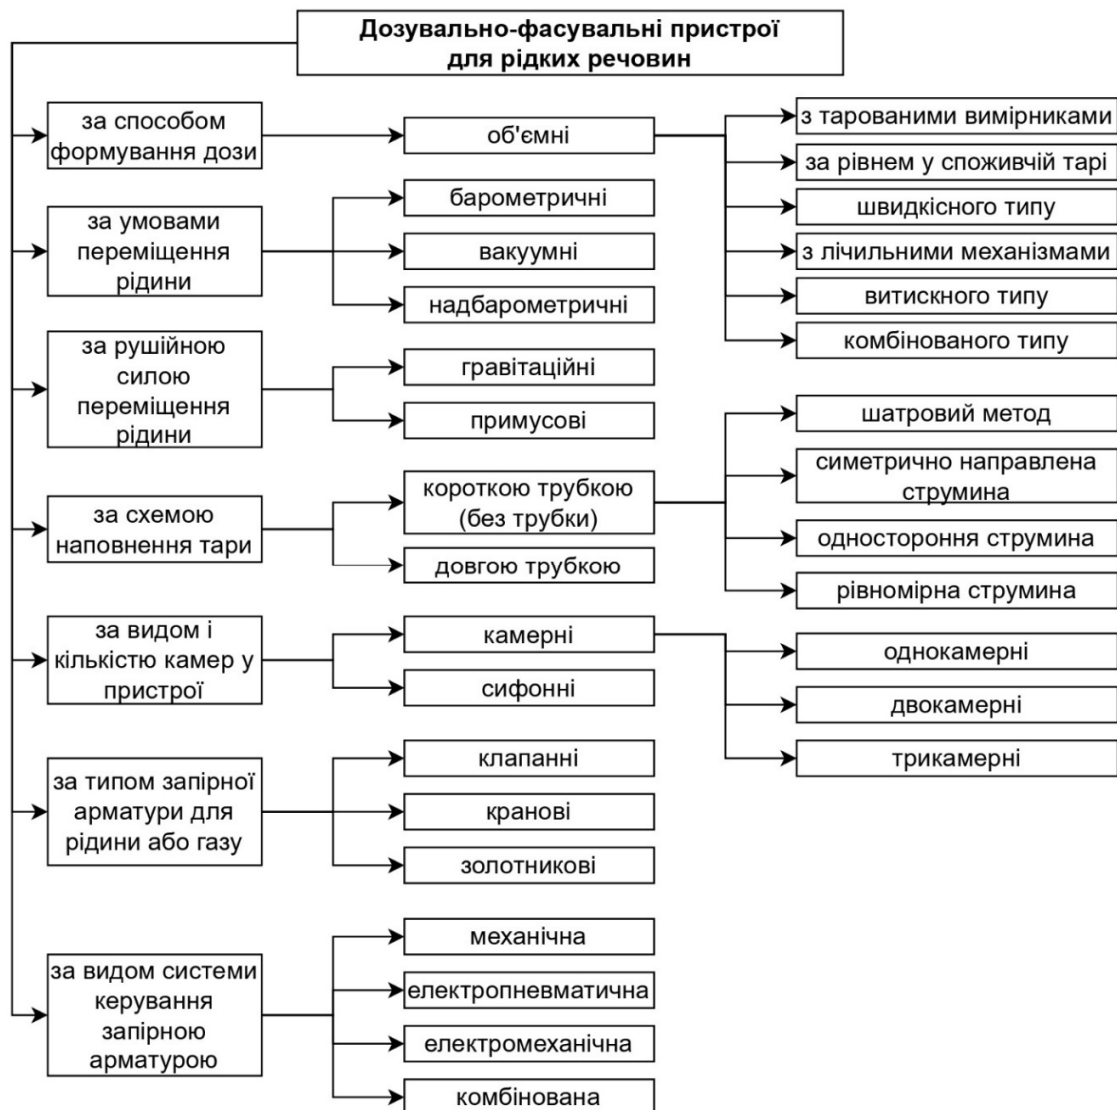 Дозувально-фасувальні пристрої
для рідких речовин
за способом
формування дози
об'ємні
з тарованими вимірниками
за рівнем у споживчій тарі
швидкісного типу
з лічильними механізмами
витискного типу
комбінованого типу
за умовами
переміщення
рідини
барометричні
вакуумні
надбарометричні
за рушійною
силою
переміщення
рідини
гравітаційні
примусові
за схемою
наповнення тари
короткою трубкою
(без трубки)
довгою трубкою
шатровий метод
симетрично направлена
струмина
одностороння струмина
рівномірна струмина
за видом і
кількістю камер у
пристрої
камерні
сифонні
однокамерні
двокамерні
трикамерні
за типом запірної
арматури для
рідини або газу
клапанні
кранові
золотникові
за видом системи
керування
запірною
арматурою
механічна
електропневматична
електромеханічна
комбінована